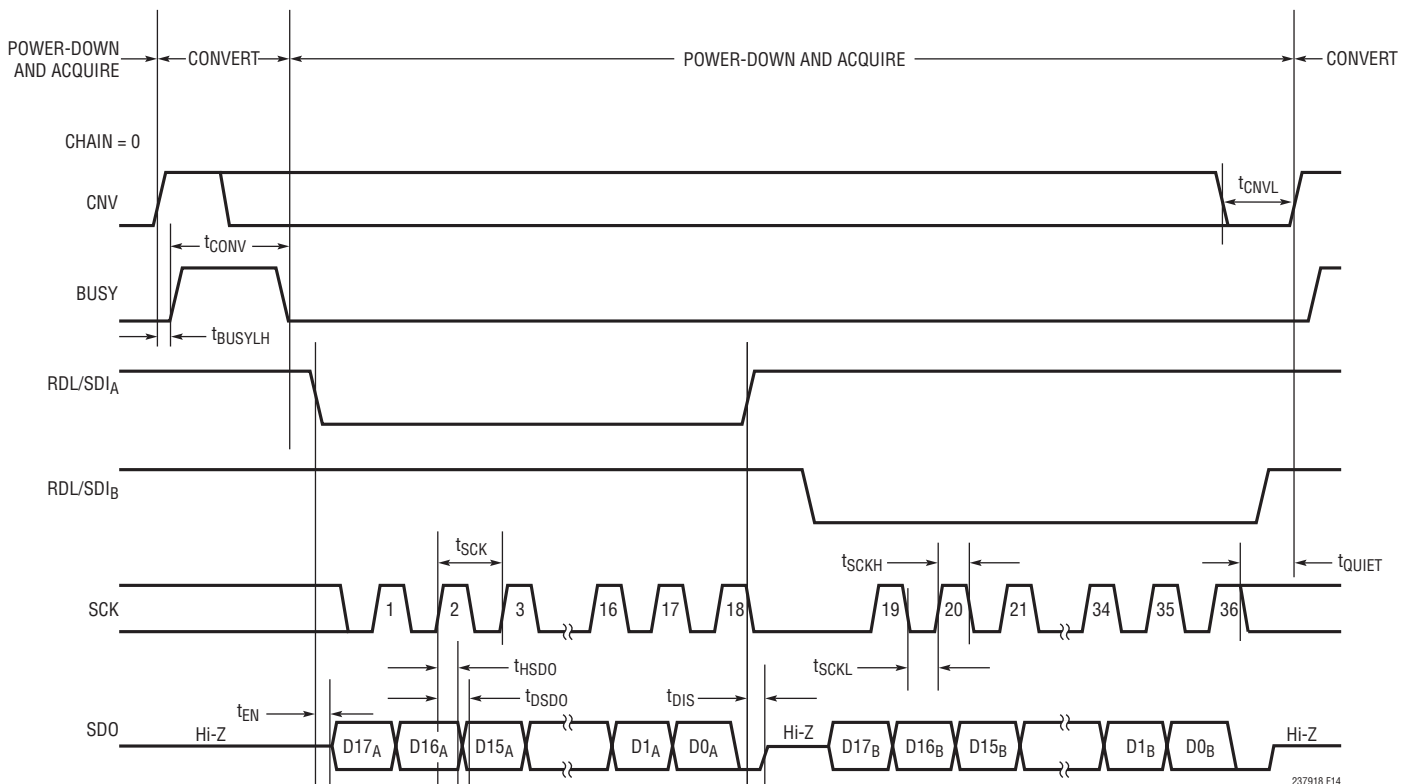 POWER-DOWN
AND ACQUIRE
CONVERT
POWER-DOWN AND ACQUIRE
CONVERT
CHAIN = 0
CNV
tCNVL
tCONV
BUSY
tBUSYLH
RDL/SDIA
RDL/SDIB
tSCK
tSCKH
tQUIET
SCK
1
2
3
16
17
18
19
20
21
34
35
36
tHSDO
tSCKL
tDSDO
tDIS
tEN
SDO
Hi-Z
D17A
D16A
D15A
D1A
D0A
Hi-Z
D17B
D16B
D15B
D1B
D0B
Hi-Z
237918 F14